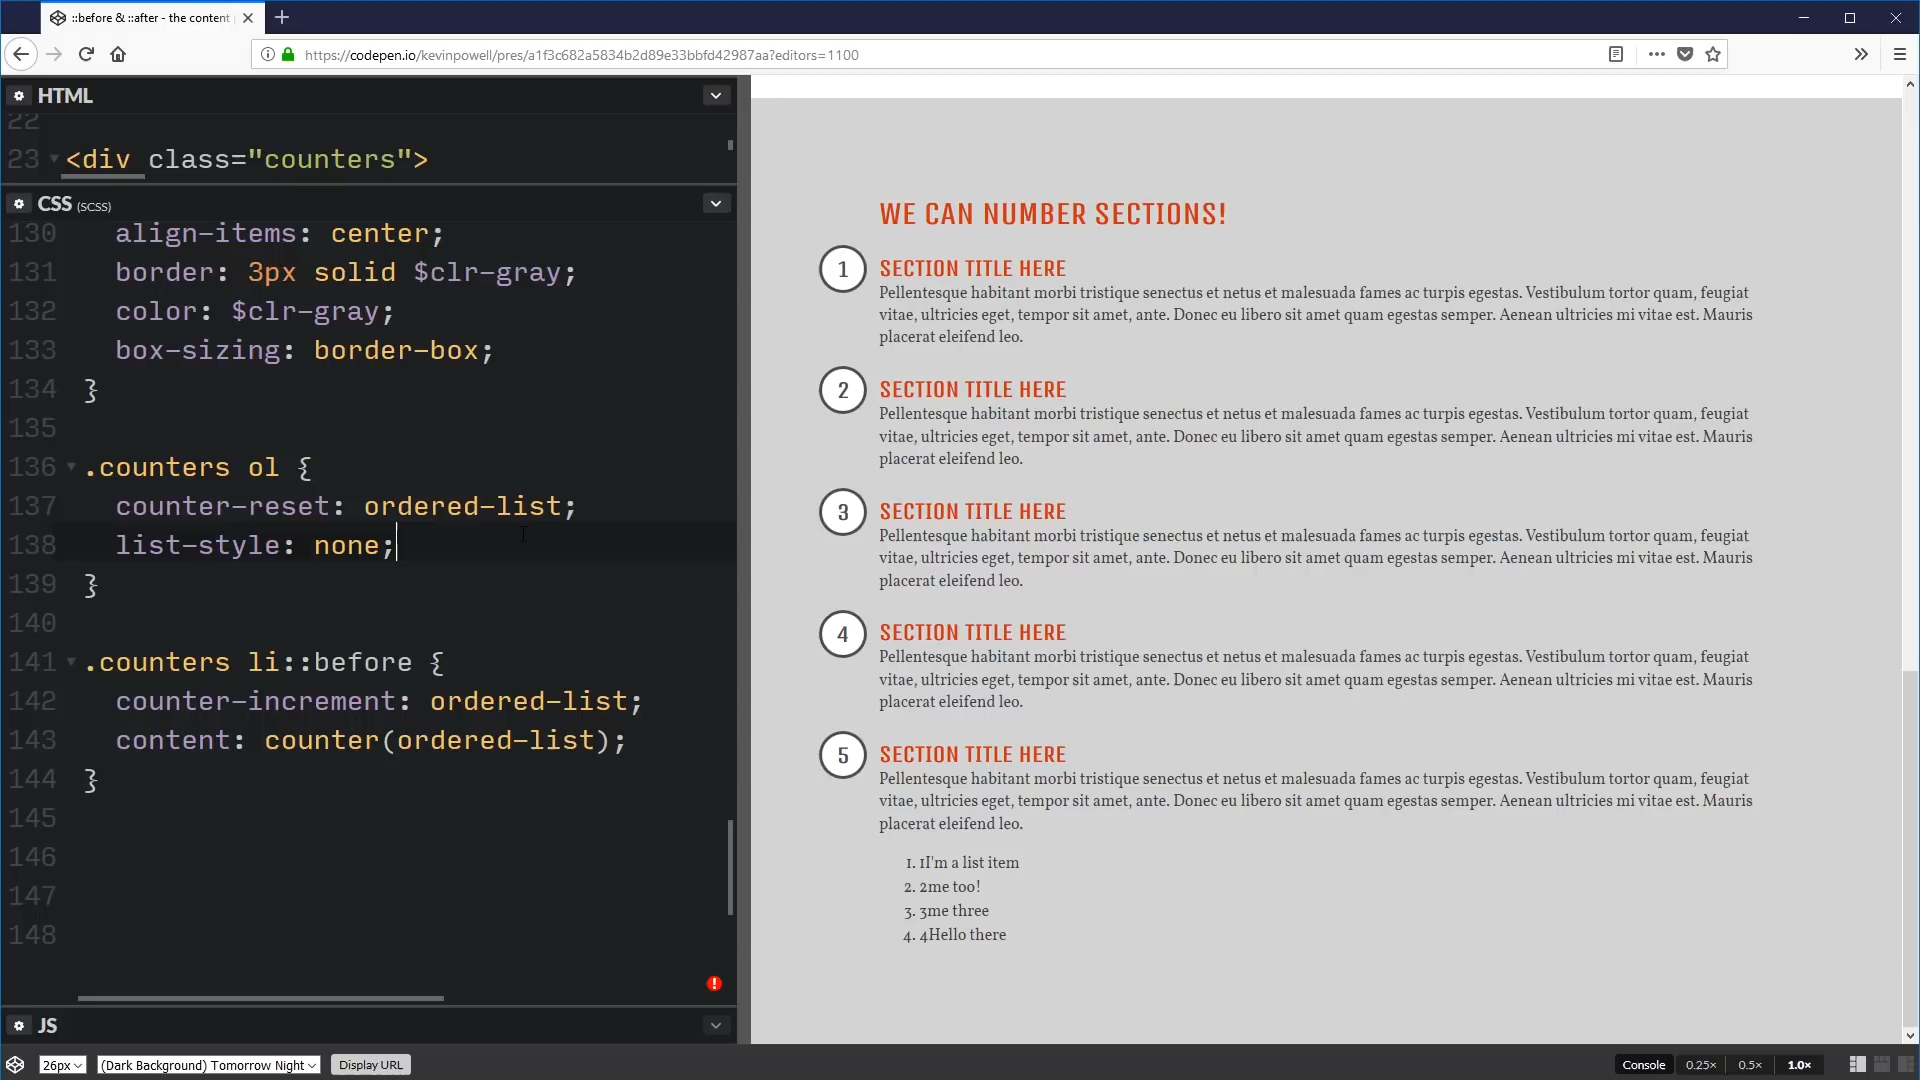 ::before & ::after - the content
https://codepen.io/kevinpowell/pres/a1f3c682a5834b2d89e33bbfd42987aa?editors=1100
HTML
22
23 <div class="counters">
CSS (SCSS)
130 align-items: center;
131 border: 3px solid $clr-gray;
132 color: $clr-gray;
133 box-sizing: border-box;
134 }
135
136 .counters ol {
137 counter-reset: ordered-list;
138 list-style: none;
139 }
140
141 .counters li::before {
142 counter-increment: ordered-list;
143 content: counter(ordered-list);
144 }
145
146
147
148
JS
WE CAN NUMBER SECTIONS!
1 SECTION TITLE HERE
Pellentesque habitant morbi tristique senectus et netus et malesuada fames ac turpis egestas. Vestibulum tortor quam, feugiat
vitae, ultricies eget, tempor sit amet, ante. Donec eu libero sit amet quam egestas semper. Aenean ultricies mi vitae est. Mauris
placerat eleifend leo.
2 SECTION TITLE HERE
Pellentesque habitant morbi tristique senectus et netus et malesuada fames ac turpis egestas. Vestibulum tortor quam, feugiat
vitae, ultricies eget, tempor sit amet, ante. Donec eu libero sit amet quam egestas semper. Aenean ultricies mi vitae est. Mauris
placerat eleifend leo.
3 SECTION TITLE HERE
Pellentesque habitant morbi tristique senectus et netus et malesuada fames ac turpis egestas. Vestibulum tortor quam, feugiat
vitae, ultricies eget, tempor sit amet, ante. Donec eu libero sit amet quam egestas semper. Aenean ultricies mi vitae est. Mauris
placerat eleifend leo.
4 SECTION TITLE HERE
Pellentesque habitant morbi tristique senectus et netus et malesuada fames ac turpis egestas. Vestibulum tortor quam, feugiat
vitae, ultricies eget, tempor sit amet, ante. Donec eu libero sit amet quam egestas semper. Aenean ultricies mi vitae est. Mauris
placerat eleifend leo.
5 SECTION TITLE HERE
Pellentesque habitant morbi tristique senectus et netus et malesuada fames ac turpis egestas. Vestibulum tortor quam, feugiat
vitae, ultricies eget, tempor sit amet, ante. Donec eu libero sit amet quam egestas semper. Aenean ultricies mi vitae est. Mauris
placerat eleifend leo.
1. 1I'm a list item
2. 2me too!
3. 3me three
4. 4Hello there
26px (Dark Background) Tomorrow Night Display URL Console 0.25× 0.5× 1.0×